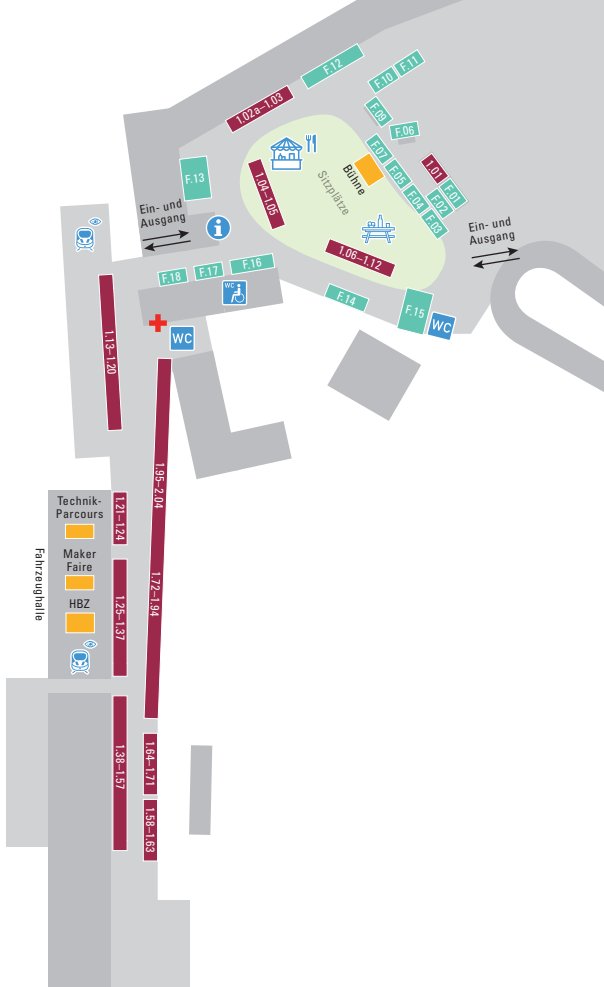 F.12
F.11
F.10
1.02a–1.03
F.09
F.06
F.07
1.01
F.13
Bühne
F.05
F.01
1.04–1.05
Sitzplätze
F.04
F.02
F.03
Ein- und
Ausgang
Ein- und
Ausgang
1.06–1.12
F.16
F.17
F.18
WC
F.14
F.15
WC
WC
1.13–1.20
1.95–2.04
Technik-
Parcours
1.21–1.24
Maker
Faire
Fahrzeughalle
HBZ
1.25–1.37
1.72–1.94
1.38–1.57
1.64–1.71
1.58–1.63